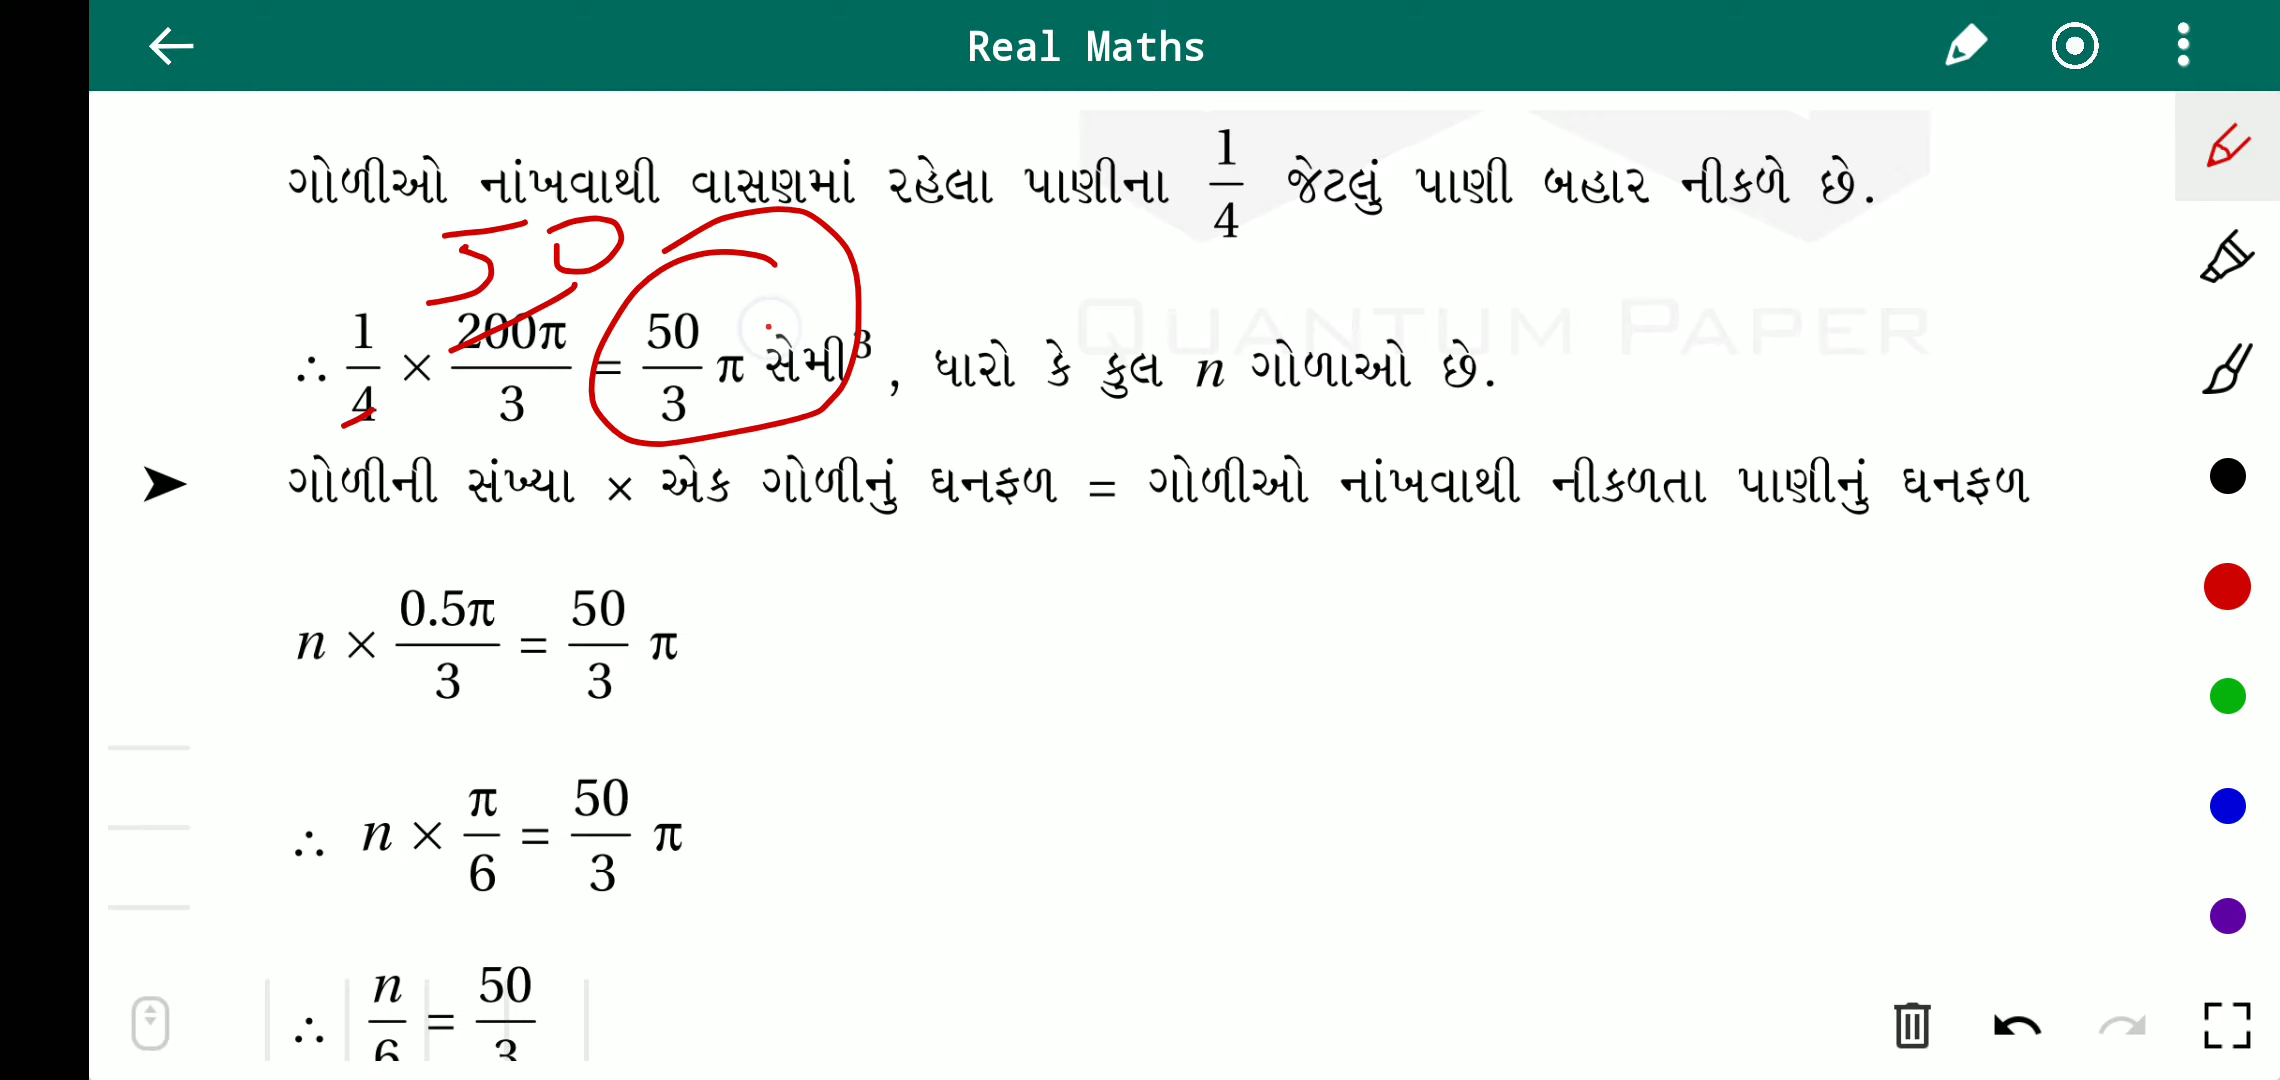 Real Maths
ગોળીઓ નાંખવાથી વાસણમાં રહેલા પાણીના 1/4 જેટલું પાણી બહાર નીકળે છે.
50
∴ 1/4 × 200π/3 = 50/3 π સેમી³ , ધારો કે કુલ n ગોળાઓ છે.
QUANTUM PAPER
➤ ગોળીની સંખ્યા × એક ગોળીનું ઘનફળ = ગોળીઓ નાંખવાથી નીકળતા પાણીનું ઘનફળ
n × 0.5π/3 = 50/3 π
∴ n × π/6 = 50/3 π
∴ n/6 = 50/3